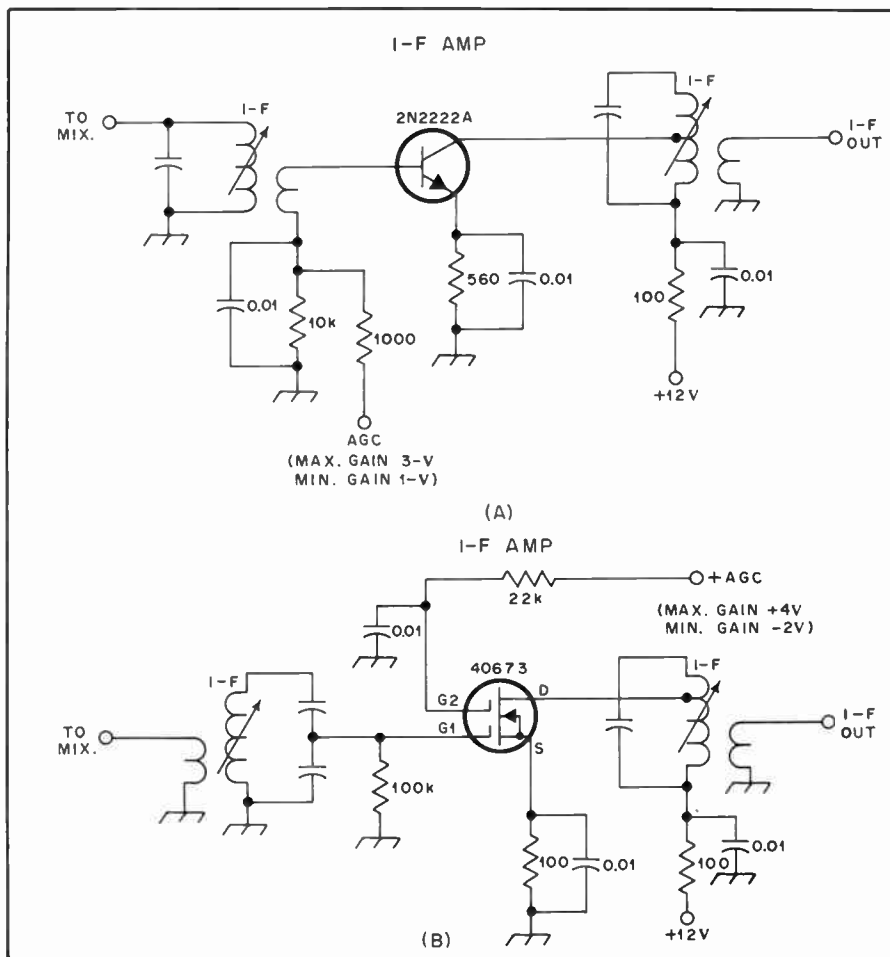 I-F AMP
TO
MIX.
I-F
2N2222A
I-F
I-F
OUT
0.01
10k
1000
560
0.01
100
0.01
+12V
AGC
(MAX. GAIN 3-V
MIN. GAIN 1-V)
(A)
I-F AMP
22k
+AGC
(MAX. GAIN +4V
MIN. GAIN -2V)
0.01
40673
I-F
I-F
G2
D
G1
S
TO
MIX.
I-F
OUT
100k
100
0.01
100
0.01
+12V
(B)